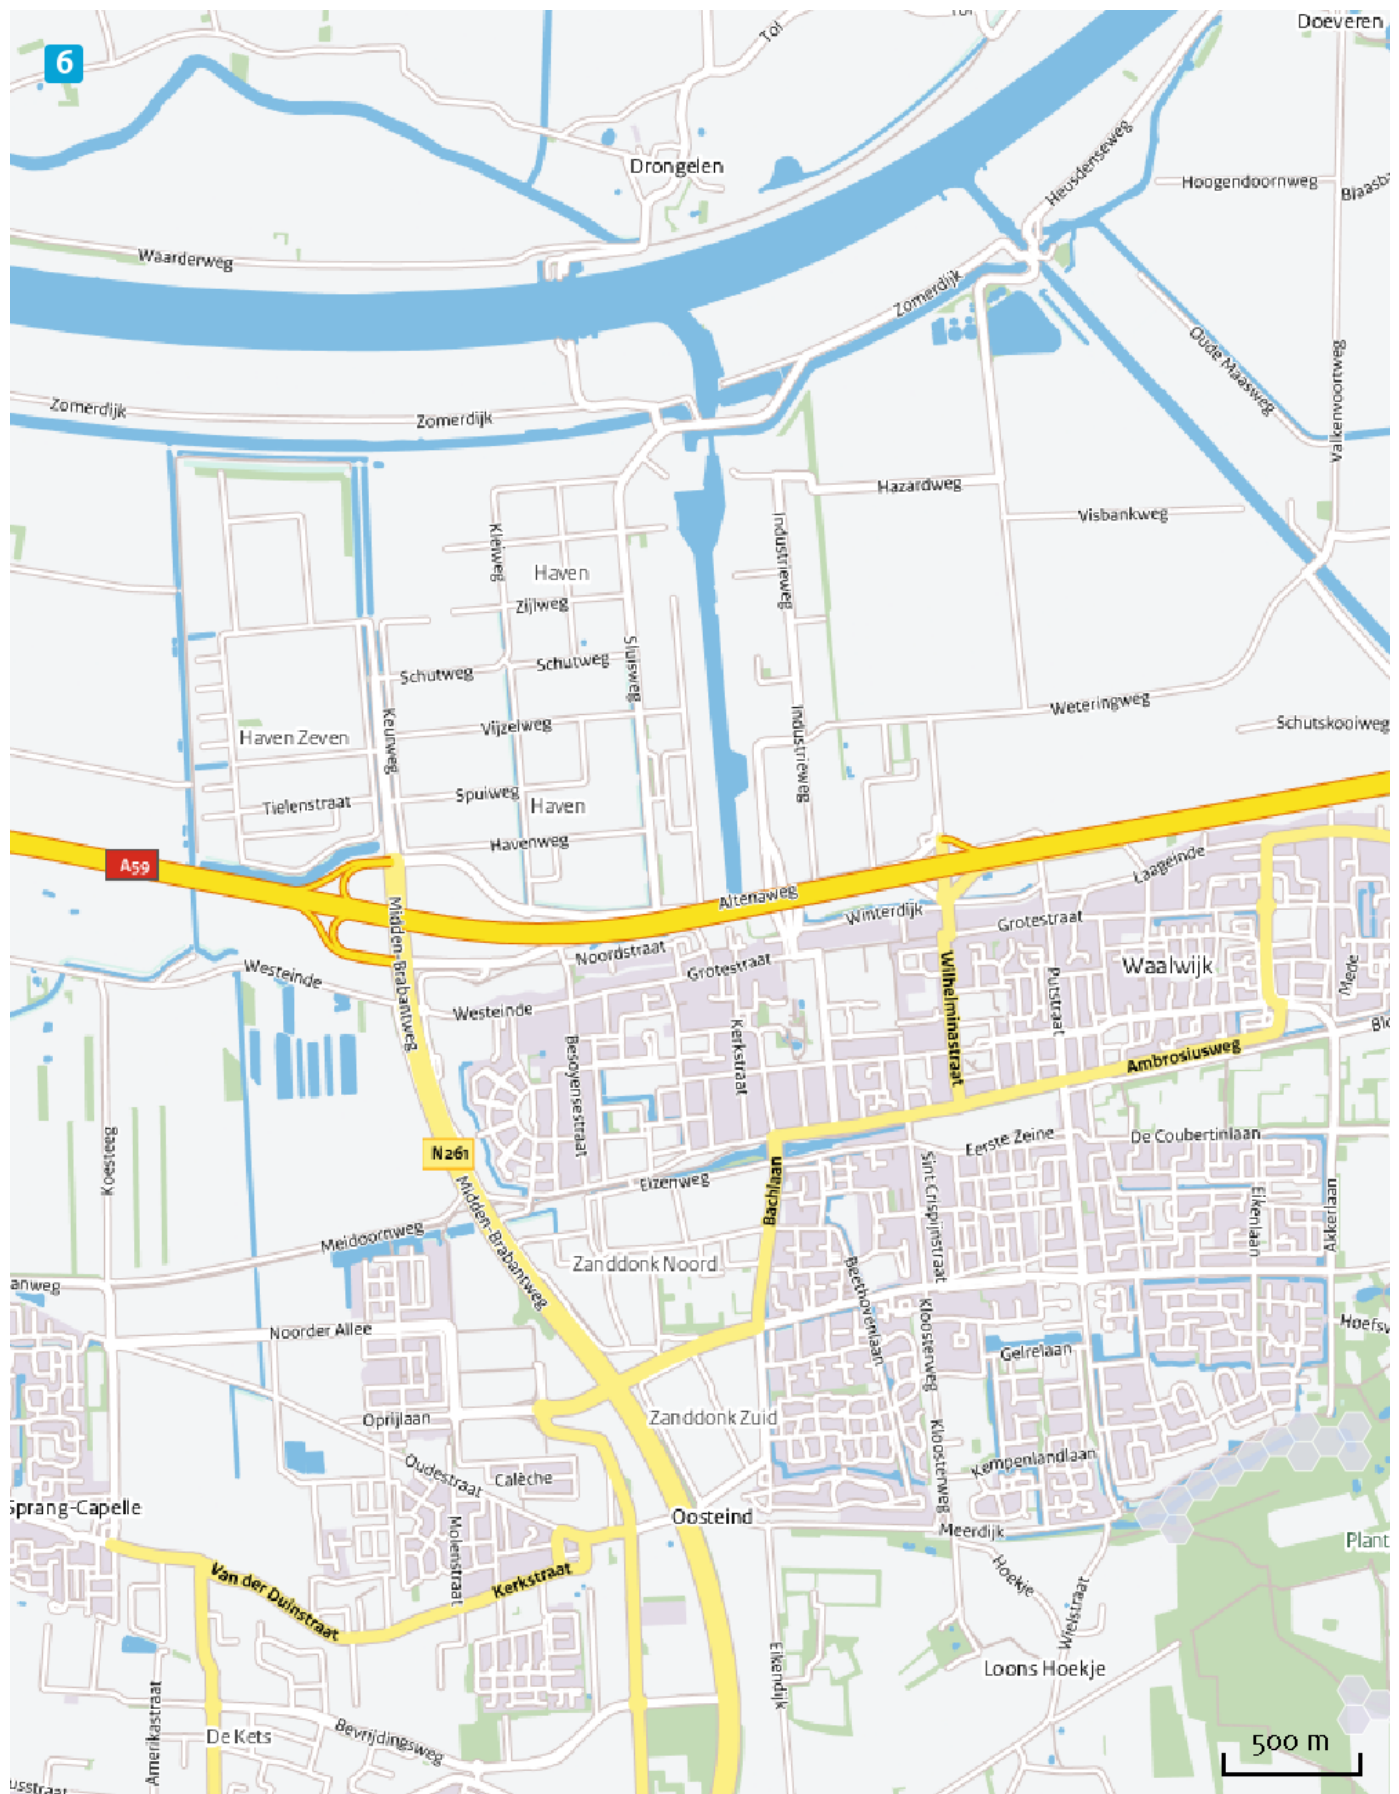 Doeveren
6
Tol
Drongelen
Heusdenseweg
Hoogendoornweg
Waarderweg
Zomerdijk
Oude Maasweg
Valkenvoortweg
Zomerdijk
Zomerdijk
Hazardweg
Visbankweg
Kleiweg
Industrieweg
Haven
Zijlweg
Sluisweg
Schutweg
Schutweg
Weteringweg
Keurweg
Vijzelweg
Industrieweg
Schutskooiweg
Haven Zeven
Tielenstraat
Spuiweg
Haven
Havenweg
A59
Laageinde
Altenaweg
Winterdijk
Grotestraat
Midden-Brabantweg
Noordstraat
Grotestraat
Wilhelminastraat
Waalwijk
Putstraat
Mede
Westeinde
Westeinde
Kerkstraat
Besoyensestraat
Ambrosiusweg
Koesteeg
N261
Eerste Zeine
De Coubertinlaan
Elzenweg
Bachlaan
Sint Crispijnstraat
Eikenlaan
Akkerlaan
Meidoornweg
Midden-Brabantweg
Zanddonk Noord
Beethovenlaan
anweg
Kloosterweg
Noorder Allee
Gelrelaan
Hoefsv
Oprijlaan
Zanddonk Zuid
Kloosterweg
Oudestraat
Calèche
Kempenlandlaan
Sprang-Capelle
Molenstraat
Oosteind
Meerdijk
Plant
Van der Duinstraat
Kerkstraat
Hoekje
Wielstraat
Eikendijk
Loons Hoekje
Amerikastraat
De Kets
Bevrijdingsweg
500 m
usstraat